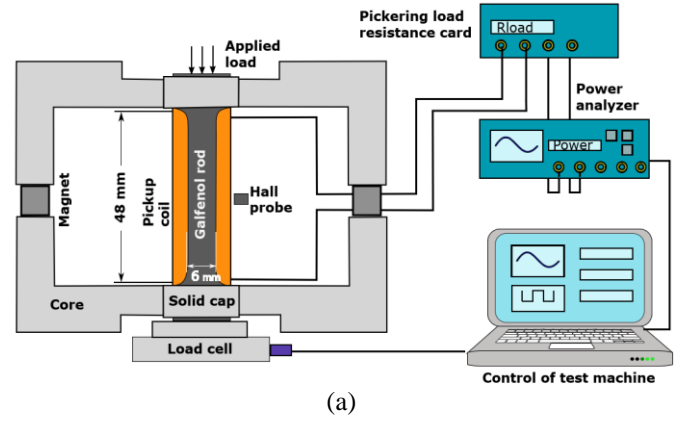 Pickering load
resistance card
Rload
Applied
load
Power
analyzer
Power
Magnet
48 mm
Pickup
coil
Galfenol rod
Hall
probe
6 mm
Core
Solid cap
Load cell
Control of test machine
(a)